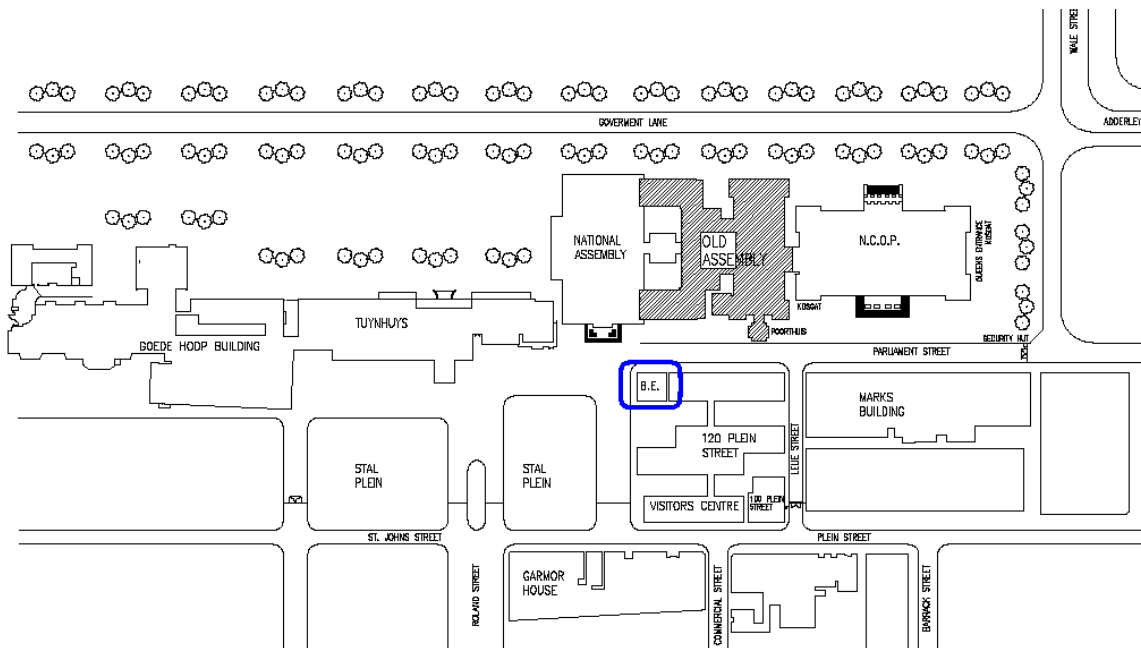 WALE STREET
GOVERMENT LANE
ADDERLEY
NATIONAL
ASSEMBLY
OLD
ASSEMBLY
N.C.O.P.
QUEENS ENTRANCE
KOSGAT
KOSGAT
POORTHUIS
TUYNHUYS
GOEDE HOOP BUILDING
SECURITY HUT
PARLIAMENT STREET
B.E.
MARKS
BUILDING
120 PLEIN
STREET
LELIE STREET
STAL
PLEIN
STAL
PLEIN
VISITORS CENTRE
100 PLEIN
STREET
ST. JOHNS STREET
PLEIN STREET
ROLAND STREET
GARMOR
HOUSE
COMMERCIAL STREET
BARRACK STREET